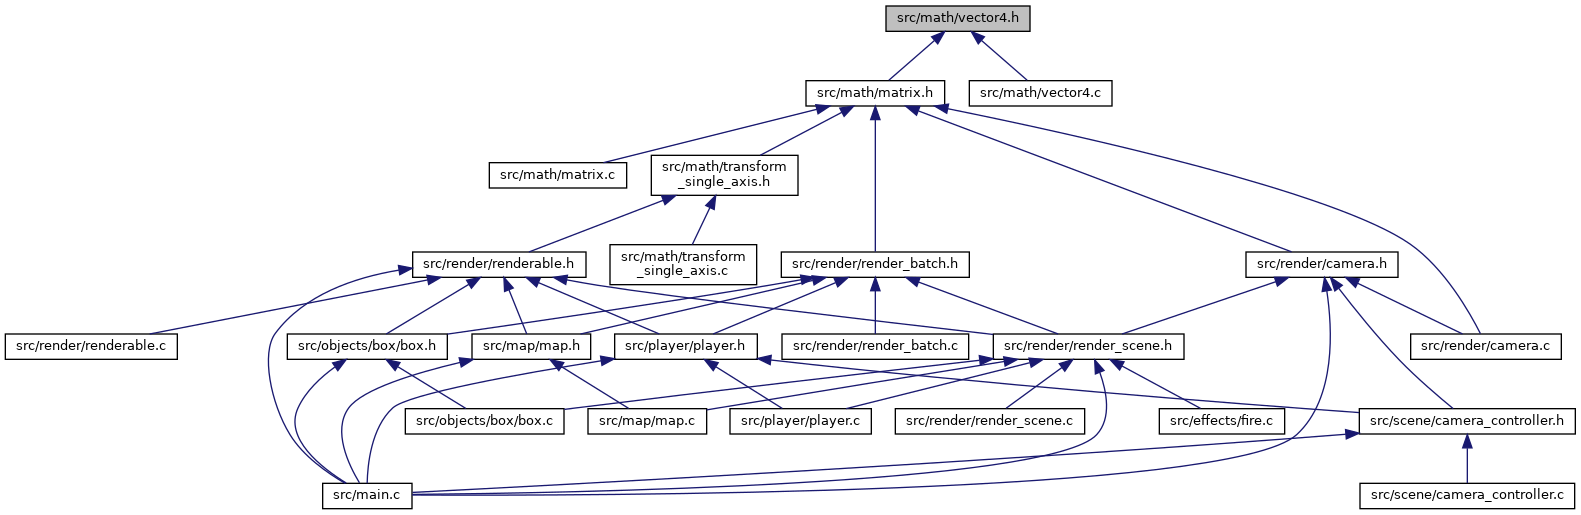 src/math/vector4.h
src/math/matrix.h
src/math/vector4.c
src/math/matrix.c
src/math/transform
_single_axis.h
src/render/renderable.h
src/math/transform
_single_axis.c
src/render/render_batch.h
src/render/camera.h
src/render/renderable.c
src/objects/box/box.h
src/map/map.h
src/player/player.h
src/render/render_batch.c
src/render/render_scene.h
src/render/camera.c
src/objects/box/box.c
src/map/map.c
src/player/player.c
src/render/render_scene.c
src/effects/fire.c
src/scene/camera_controller.h
src/main.c
src/scene/camera_controller.c